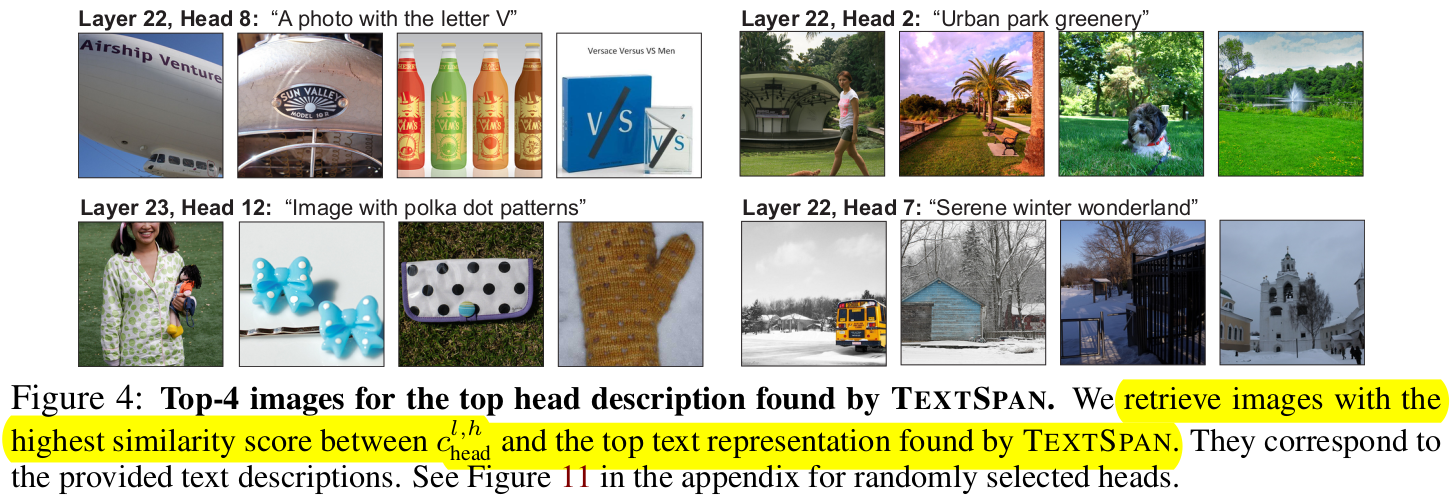 Layer 22, Head 8: “A photo with the letter V”
Layer 22, Head 2: “Urban park greenery”
Airship Venture
SUN VALLEY
MODEL
VIM'S
VIM'S
Versace Versus VS Men
V/S
V/S
Layer 23, Head 12: “Image with polka dot patterns”
Layer 22, Head 7: “Serene winter wonderland”
Figure 4: Top-4 images for the top head description found by TEXTSPAN. We retrieve images with the
highest similarity score between c^{l,h}_{head} and the top text representation found by TEXTSPAN. They correspond to
the provided text descriptions. See Figure 11 in the appendix for randomly selected heads.